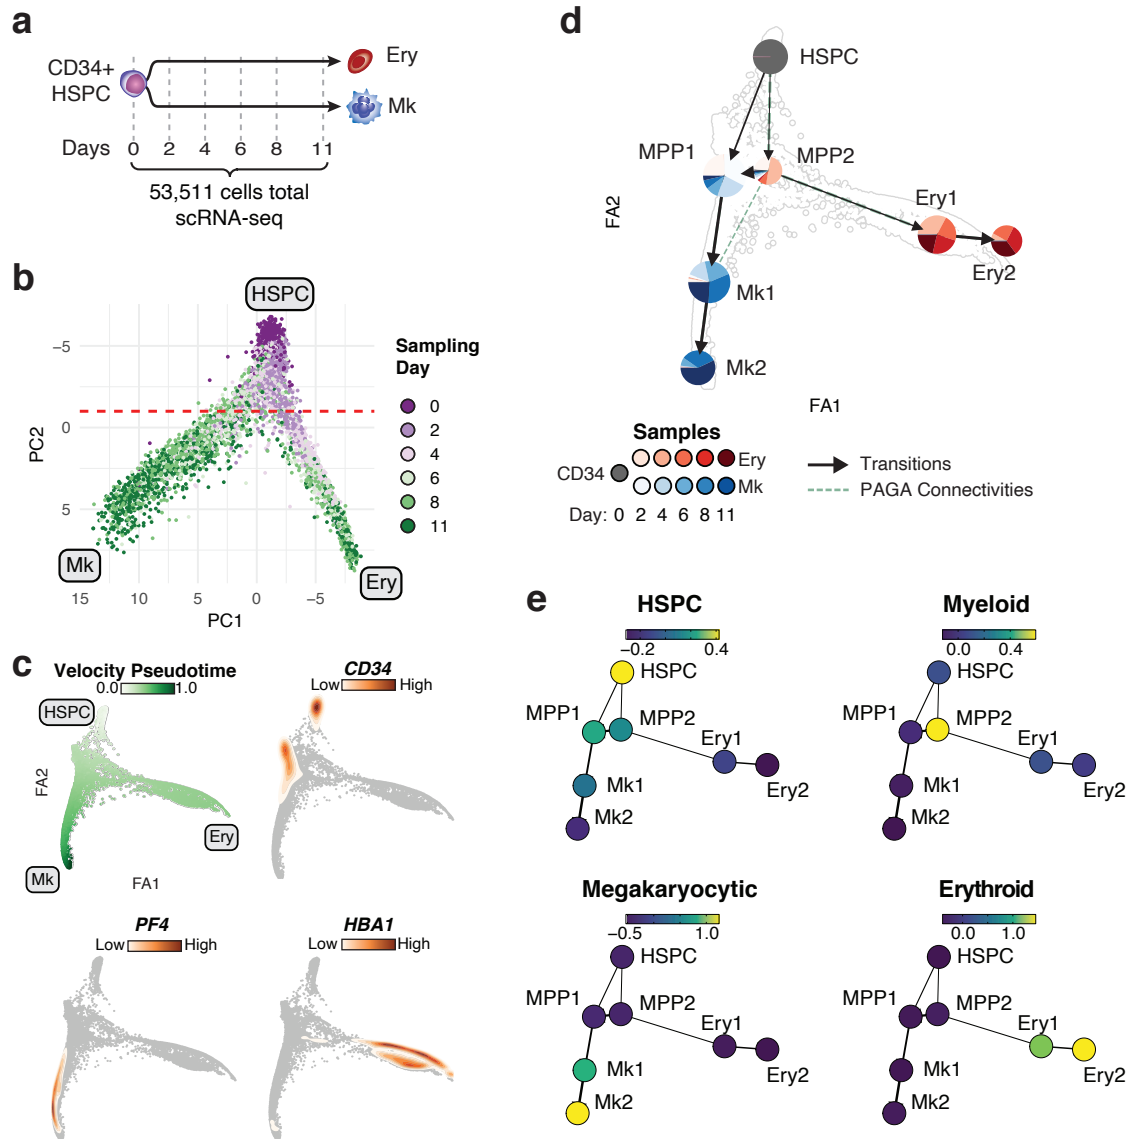 a
CD34+
HSPC
Ery
Mk
Days 0 2 4 6 8 11
53,511 cells total
scRNA-seq
b
HSPC
−5
0
5
PC2
Mk
Ery
15 10 5 0 −5
PC1
Sampling
Day
0
2
4
6
8
11
c
Velocity Pseudotime
0.0 1.0
HSPC
FA2
Ery
Mk
FA1
CD34
Low High
PF4
Low High
HBA1
Low High
d
HSPC
MPP1
MPP2
Ery1
Ery2
Mk1
Mk2
FA2
FA1
Samples
CD34
Ery
Mk
Day: 0 2 4 6 8 11
Transitions
PAGA Connectivities
e
HSPC
−0.2 0.4
HSPC
MPP1
MPP2
Ery1
Mk1
Ery2
Mk2
Myeloid
0.0 0.4
HSPC
MPP1
MPP2
Ery1
Mk1
Ery2
Mk2
Megakaryocytic
−0.5 1.0
HSPC
MPP1
MPP2
Ery1
Mk1
Ery2
Mk2
Erythroid
0.0 1.0
HSPC
MPP1
MPP2
Ery1
Mk1
Ery2
Mk2